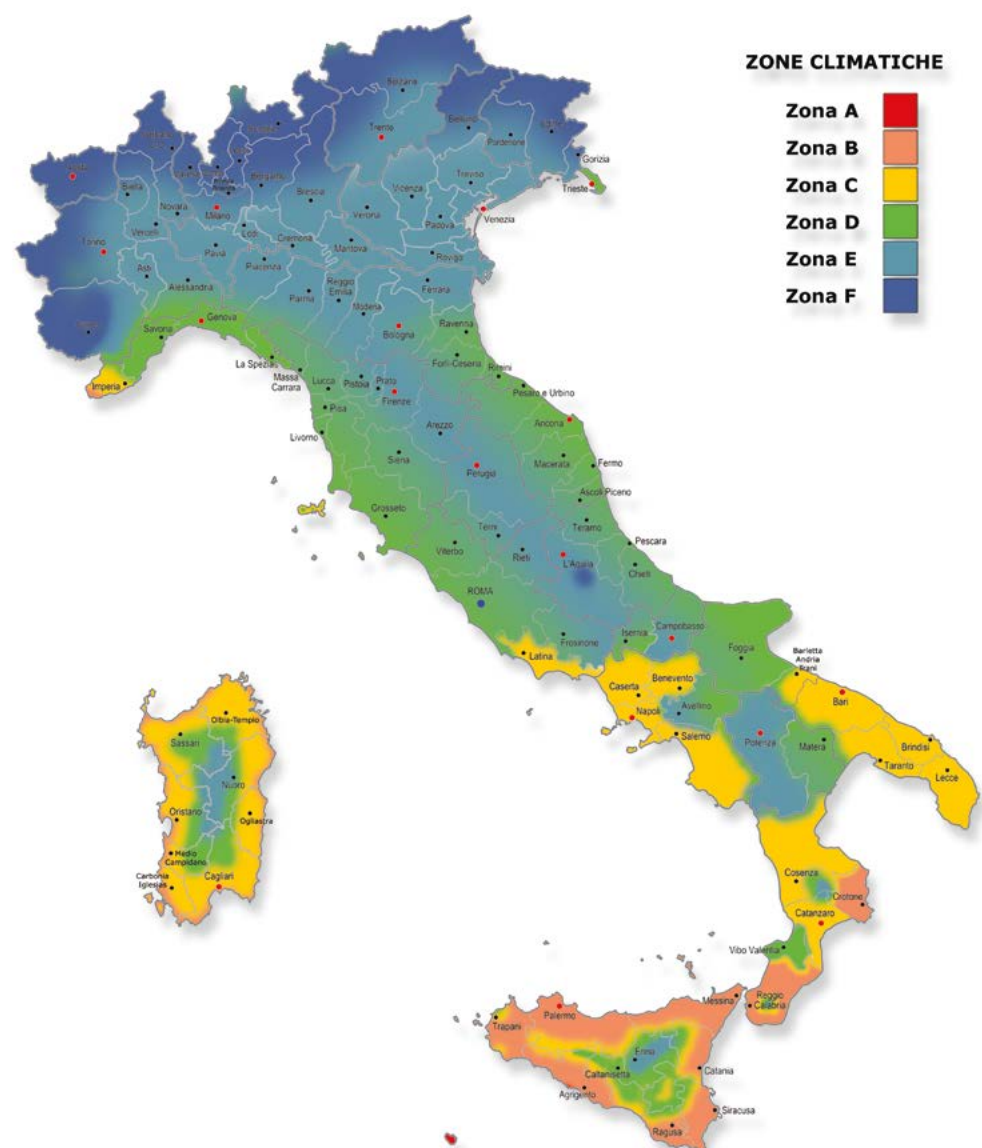 ZONE CLIMATICHE
Zona A
Zona B
Zona C
Zona D
Zona E
Zona F
Bolzano
Trento
Belluno
Pordenone
Udine
Gorizia
Trieste
Aosta
Biella
Bergamo
Brescia
Vicenza
Treviso
Novara
Milano
Verona
Padova
Venezia
Vercelli
Lodi
Torino
Pavia
Cremona
Mantova
Rovigo
Piacenza
Asti
Alessandria
Parma
Reggio
Emilia
Ferrara
Modena
Bologna
Ravenna
Cuneo
Savona
Genova
Forlì-Cesena
La Spezia
Rimini
Imperia
Massa
Carrara
Lucca
Pistoia
Prato
Firenze
Pesaro e Urbino
Pisa
Ancona
Livorno
Arezzo
Siena
Macerata
Fermo
Perugia
Ascoli Piceno
Grosseto
Teramo
Terni
Viterbo
Rieti
L'Aquila
Pescara
Chieti
ROMA
Frosinone
Isernia
Campobasso
Latina
Foggia
Barletta
Andria
Trani
Caserta
Benevento
Bari
Napoli
Avellino
Salerno
Potenza
Matera
Brindisi
Taranto
Lecce
Olbia-Tempio
Sassari
Nuoro
Oristano
Ogliastra
Medio
Campidano
Carbonia
Iglesias
Cagliari
Cosenza
Crotone
Catanzaro
Vibo Valentia
Reggio
Calabria
Messina
Palermo
Trapani
Enna
Caltanisetta
Catania
Agrigento
Siracusa
Ragusa